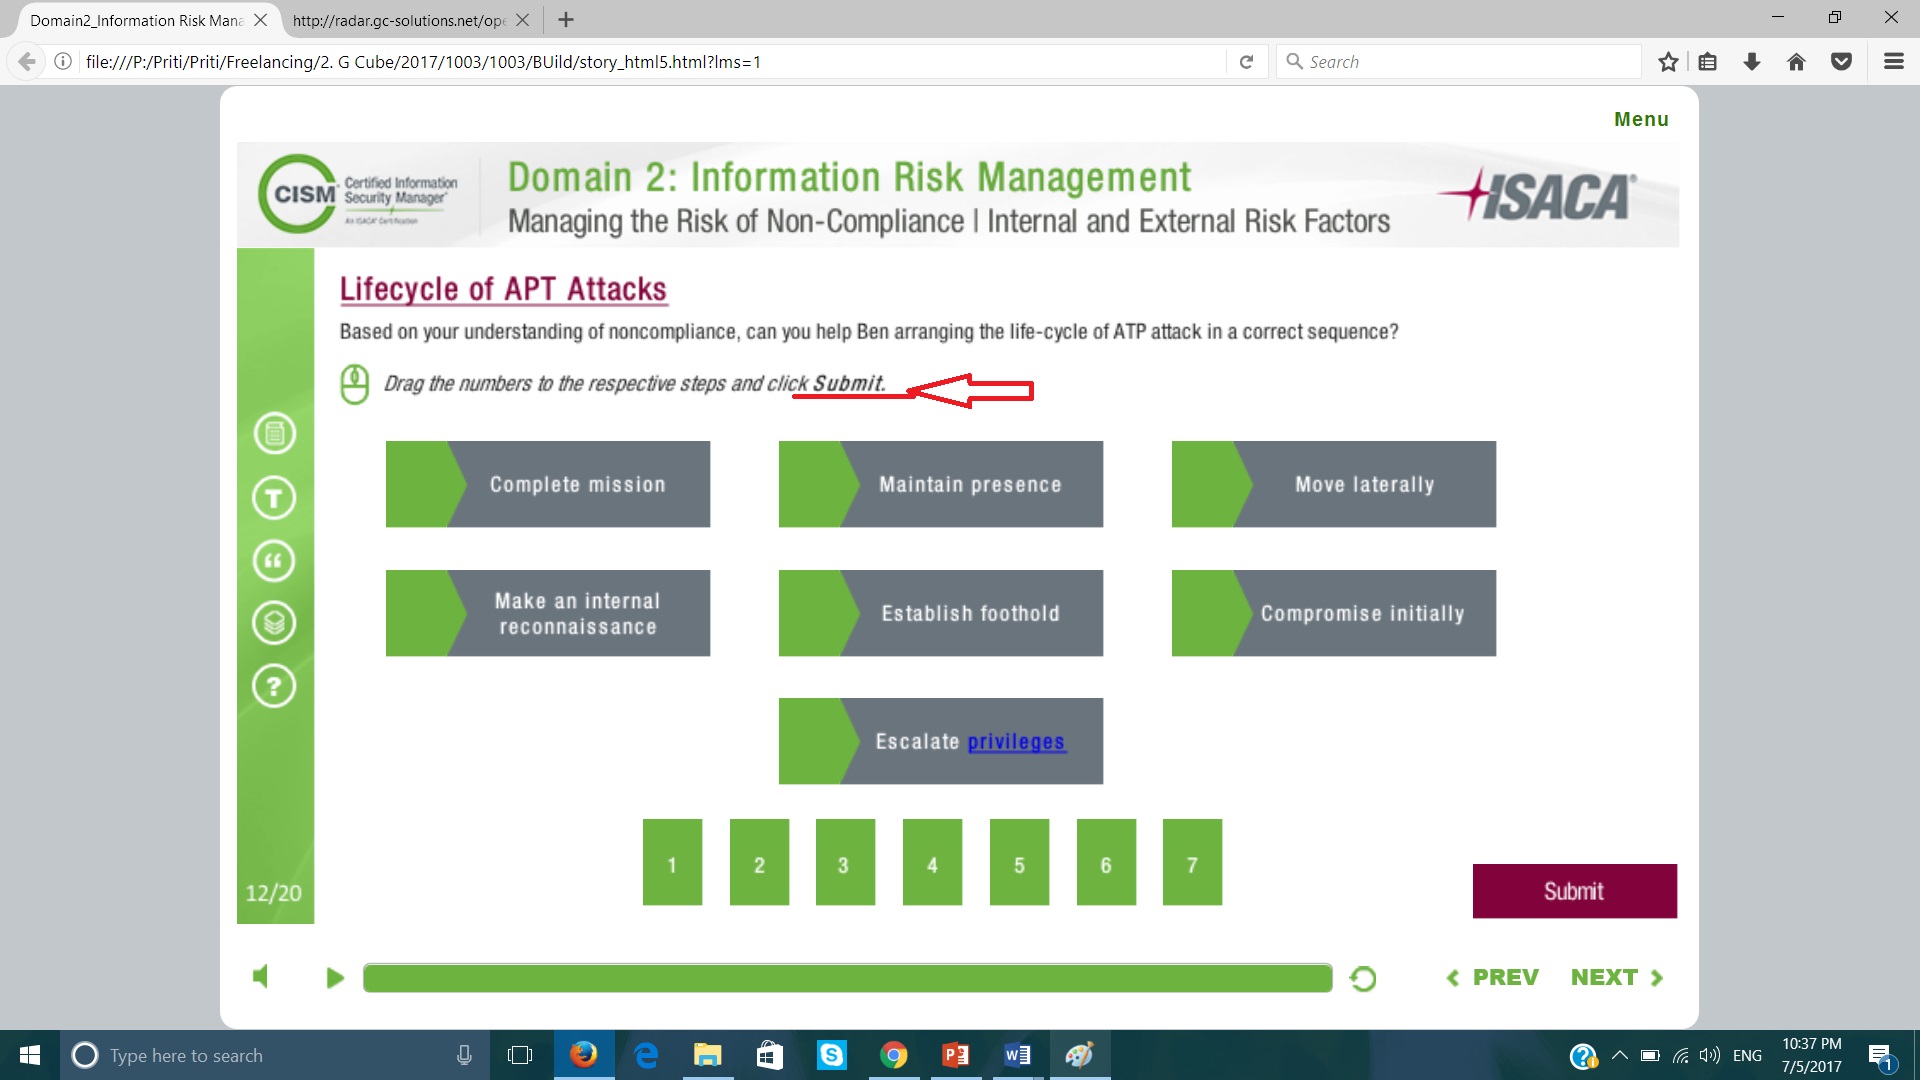 Domain2_Information Risk Mana
http://radar.gc-solutions.net/ope
file:///P:/Priti/Priti/Freelancing/2. G Cube/2017/1003/1003/BUild/story_html5.html?lms=1
Search
Menu
CISM
Certified Information
Security Manager
An ISACA Certification
Domain 2: Information Risk Management
Managing the Risk of Non-Compliance | Internal and External Risk Factors
ISACA®
Lifecycle of APT Attacks
Based on your understanding of noncompliance, can you help Ben arranging the life-cycle of ATP attack in a correct sequence?
Drag the numbers to the respective steps and click Submit.
Complete mission
Maintain presence
Move laterally
Make an internal
reconnaissance
Establish foothold
Compromise initially
Escalate privileges
1 2 3 4 5 6 7
12/20
Submit
PREV
NEXT
Type here to search
ENG
10:37 PM
7/5/2017
1